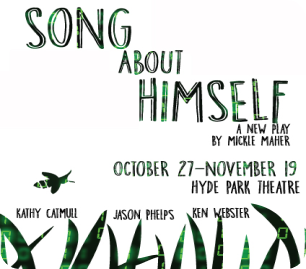 SONG
ABOUT
HIMSELF
A NEW PLAY
BY MICKLE MAHER
OCTOBER 27–NOVEMBER 19
HYDE PARK THEATRE
KATHY CATMULL JASON PHELPS KEN WEBSTER